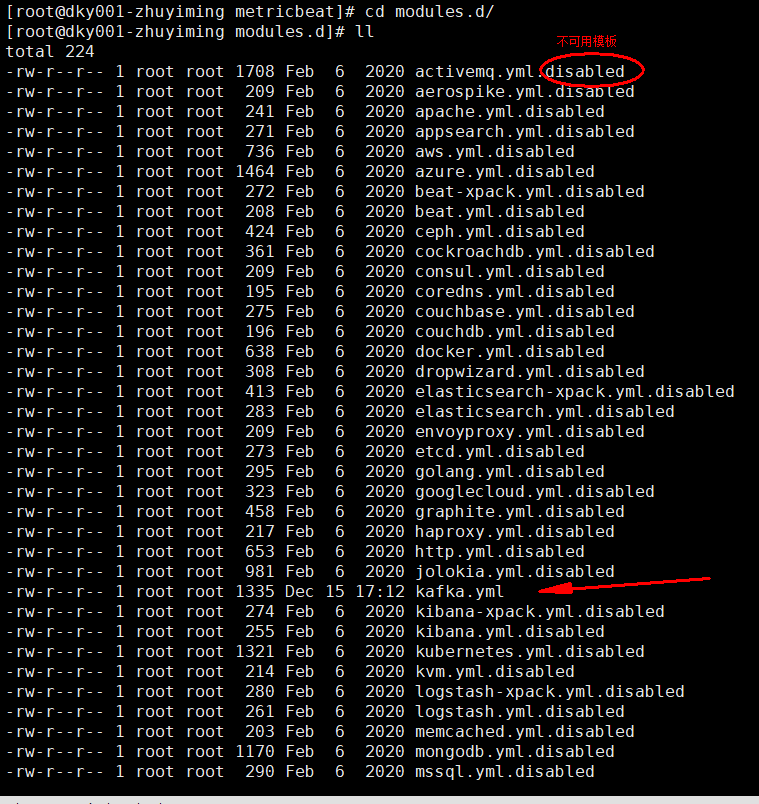 [root@dky001-zhuyiming metricbeat]# cd modules.d/
[root@dky001-zhuyiming modules.d]# ll
不可用模板
total 224
-rw-r--r-- 1 root root 1708 Feb  6  2020 activemq.yml.disabled
-rw-r--r-- 1 root root  209 Feb  6  2020 aerospike.yml.disabled
-rw-r--r-- 1 root root  241 Feb  6  2020 apache.yml.disabled
-rw-r--r-- 1 root root  271 Feb  6  2020 appsearch.yml.disabled
-rw-r--r-- 1 root root  736 Feb  6  2020 aws.yml.disabled
-rw-r--r-- 1 root root 1464 Feb  6  2020 azure.yml.disabled
-rw-r--r-- 1 root root  272 Feb  6  2020 beat-xpack.yml.disabled
-rw-r--r-- 1 root root  208 Feb  6  2020 beat.yml.disabled
-rw-r--r-- 1 root root  424 Feb  6  2020 ceph.yml.disabled
-rw-r--r-- 1 root root  361 Feb  6  2020 cockroachdb.yml.disabled
-rw-r--r-- 1 root root  209 Feb  6  2020 consul.yml.disabled
-rw-r--r-- 1 root root  195 Feb  6  2020 coredns.yml.disabled
-rw-r--r-- 1 root root  275 Feb  6  2020 couchbase.yml.disabled
-rw-r--r-- 1 root root  196 Feb  6  2020 couchdb.yml.disabled
-rw-r--r-- 1 root root  638 Feb  6  2020 docker.yml.disabled
-rw-r--r-- 1 root root  308 Feb  6  2020 dropwizard.yml.disabled
-rw-r--r-- 1 root root  413 Feb  6  2020 elasticsearch-xpack.yml.disabled
-rw-r--r-- 1 root root  283 Feb  6  2020 elasticsearch.yml.disabled
-rw-r--r-- 1 root root  209 Feb  6  2020 envoyproxy.yml.disabled
-rw-r--r-- 1 root root  273 Feb  6  2020 etcd.yml.disabled
-rw-r--r-- 1 root root  295 Feb  6  2020 golang.yml.disabled
-rw-r--r-- 1 root root  323 Feb  6  2020 googlecloud.yml.disabled
-rw-r--r-- 1 root root  458 Feb  6  2020 graphite.yml.disabled
-rw-r--r-- 1 root root  217 Feb  6  2020 haproxy.yml.disabled
-rw-r--r-- 1 root root  653 Feb  6  2020 http.yml.disabled
-rw-r--r-- 1 root root  981 Feb  6  2020 jolokia.yml.disabled
-rw-r--r-- 1 root root 1335 Dec 15 17:12 kafka.yml
-rw-r--r-- 1 root root  274 Feb  6  2020 kibana-xpack.yml.disabled
-rw-r--r-- 1 root root  255 Feb  6  2020 kibana.yml.disabled
-rw-r--r-- 1 root root 1321 Feb  6  2020 kubernetes.yml.disabled
-rw-r--r-- 1 root root  214 Feb  6  2020 kvm.yml.disabled
-rw-r--r-- 1 root root  280 Feb  6  2020 logstash-xpack.yml.disabled
-rw-r--r-- 1 root root  261 Feb  6  2020 logstash.yml.disabled
-rw-r--r-- 1 root root  203 Feb  6  2020 memcached.yml.disabled
-rw-r--r-- 1 root root 1170 Feb  6  2020 mongodb.yml.disabled
-rw-r--r-- 1 root root  290 Feb  6  2020 mssql.yml.disabled